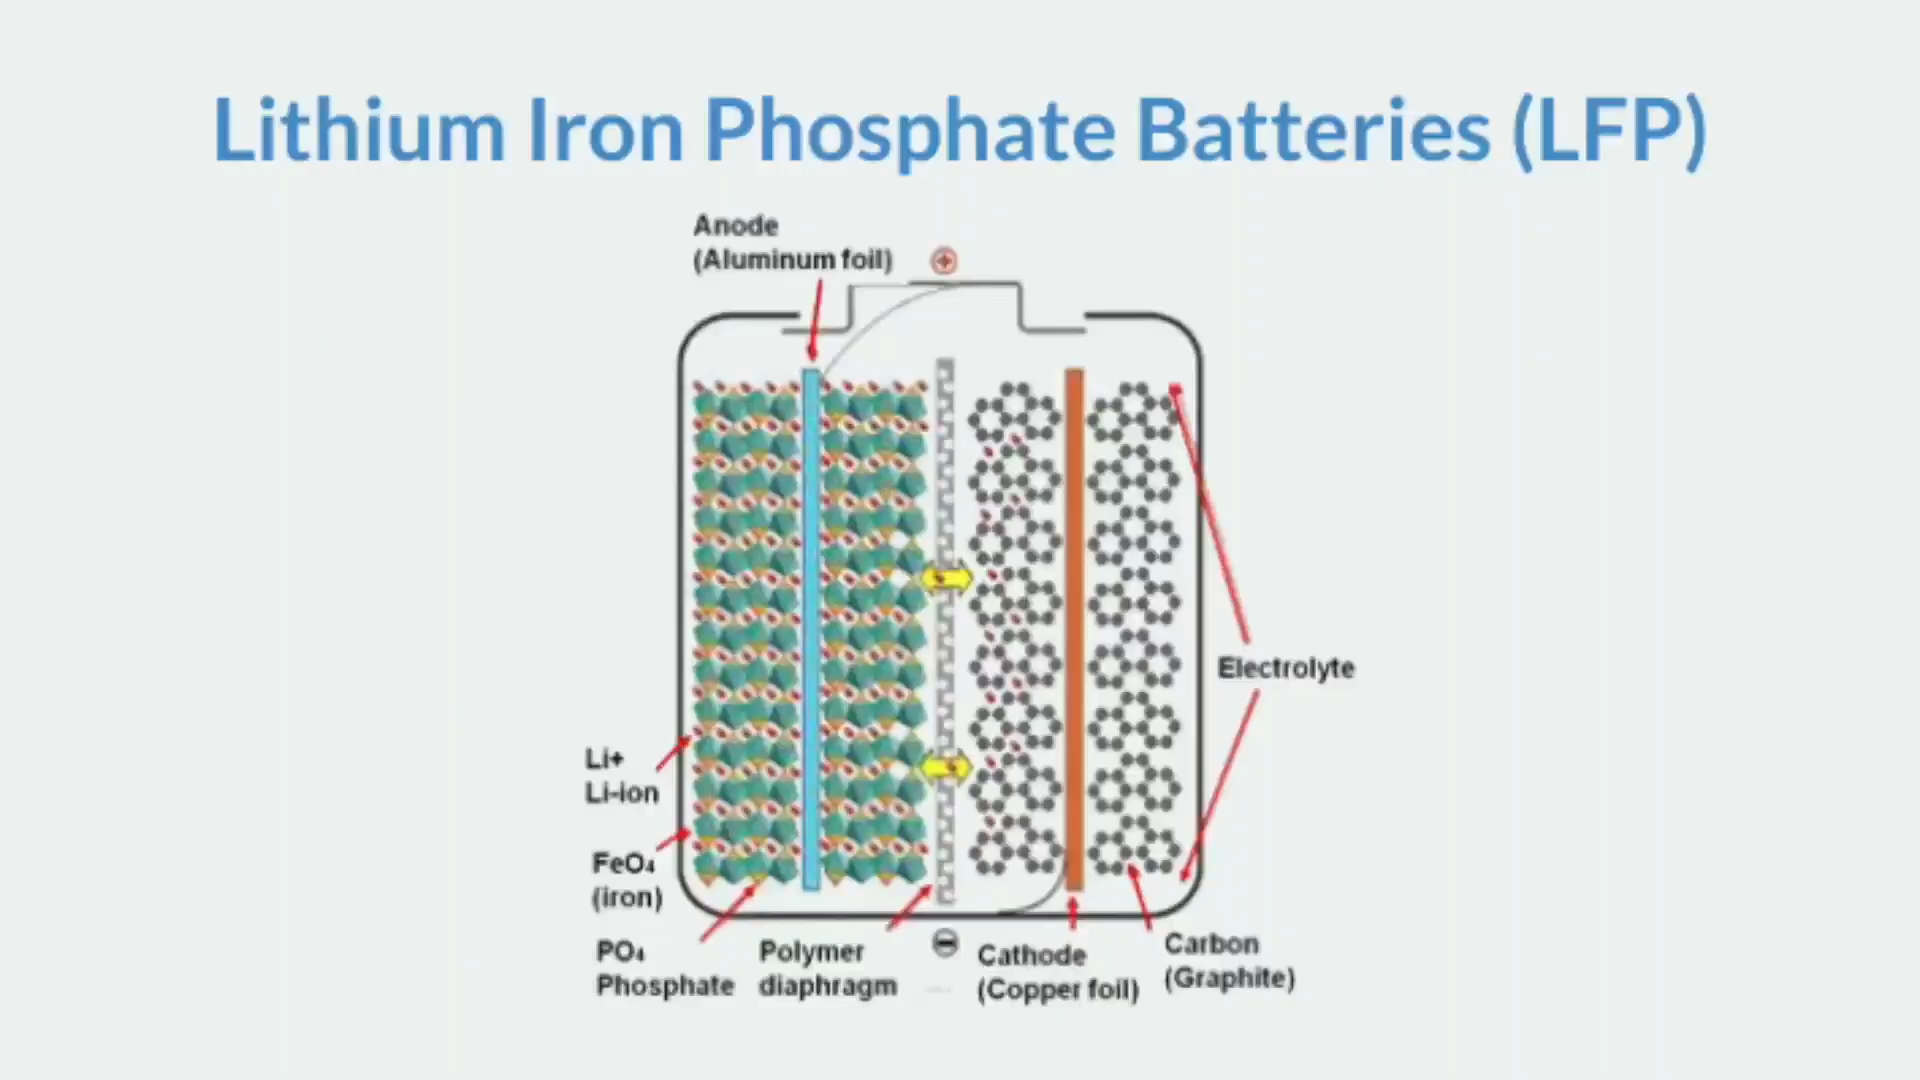 Lithium Iron Phosphate Batteries (LFP)
Anode
(Aluminum foil)
Electrolyte
Li+
Li-ion
FeO₄
(iron)
PO₄
Phosphate
Polymer
diaphragm
Cathode
(Copper foil)
Carbon
(Graphite)